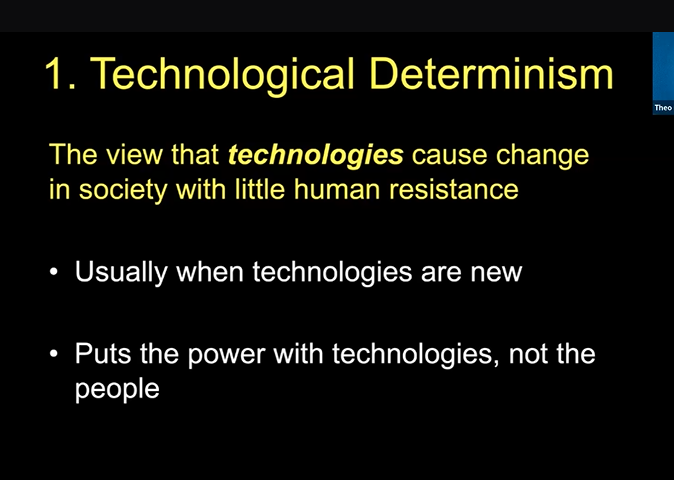 1. Technological Determinism
Theo
The view that technologies cause change
in society with little human resistance
• Usually when technologies are new
• Puts the power with technologies, not the
people